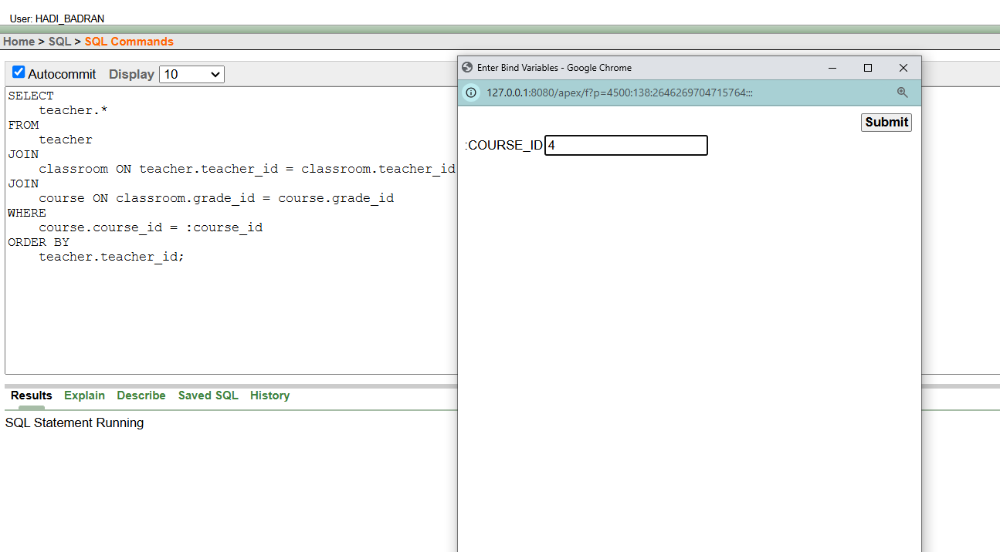 User: HADI_BADRAN
Home > SQL > SQL Commands
Autocommit Display 10
SELECT
    teacher.*
FROM
    teacher
JOIN
    classroom ON teacher.teacher_id = classroom.teacher_id
JOIN
    course ON classroom.grade_id = course.grade_id
WHERE
    course.course_id = :course_id
ORDER BY
    teacher.teacher_id;
Results Explain Describe Saved SQL History
SQL Statement Running
Enter Bind Variables - Google Chrome
127.0.0.1:8080/apex/f?p=4500:138:2646269704715764:::
Submit
:COURSE_ID 4